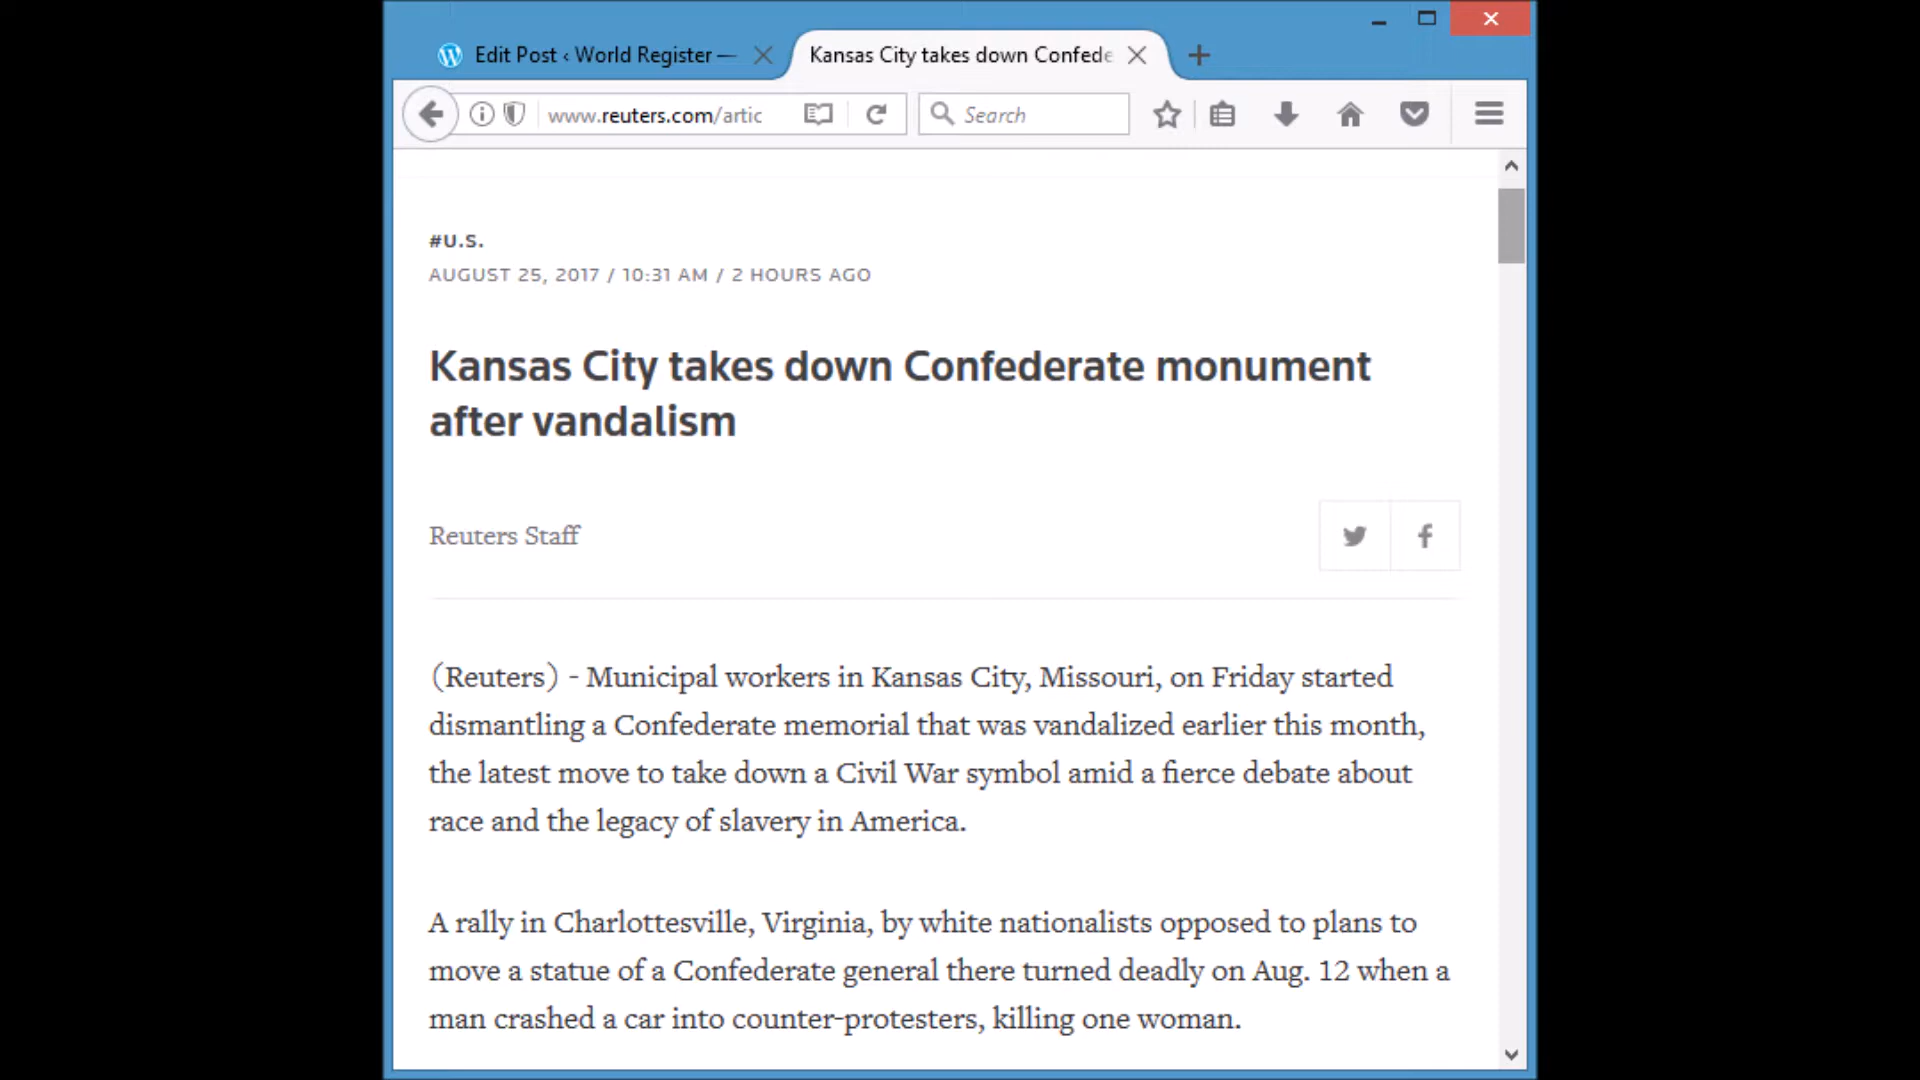 Edit Post ‹ World Register —
Kansas City takes down Confede
www.reuters.com/artic
Search
#U.S.
AUGUST 25, 2017 / 10:31 AM / 2 HOURS AGO
Kansas City takes down Confederate monument
after vandalism
Reuters Staff
(Reuters) - Municipal workers in Kansas City, Missouri, on Friday started
dismantling a Confederate memorial that was vandalized earlier this month,
the latest move to take down a Civil War symbol amid a fierce debate about
race and the legacy of slavery in America.
A rally in Charlottesville, Virginia, by white nationalists opposed to plans to
move a statue of a Confederate general there turned deadly on Aug. 12 when a
man crashed a car into counter-protesters, killing one woman.